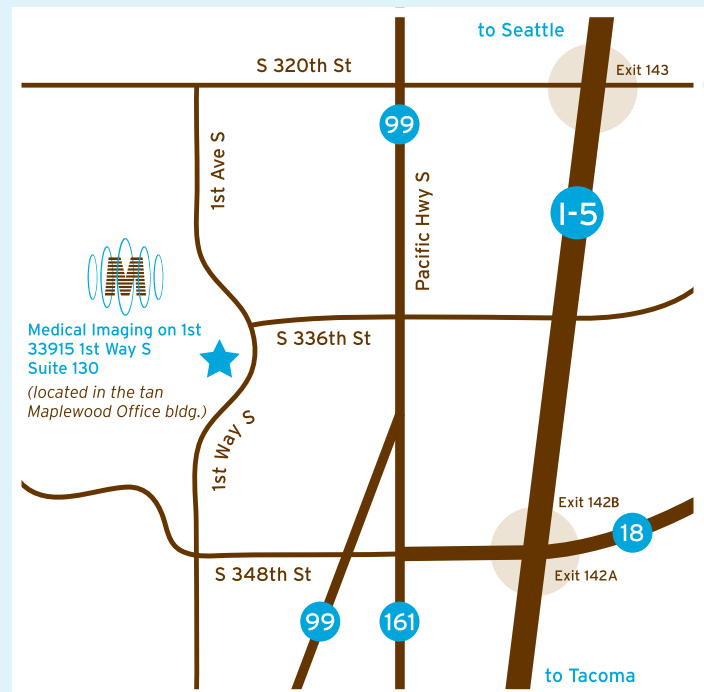 to Seattle
S 320th St
Exit 143
99
1st Ave S
Pacific Hwy S
I-5
M
Medical Imaging on 1st
33915 1st Way S
Suite 130
(located in the tan
Maplewood Office bldg.)
S 336th St
1st Way S
Exit 142B
18
S 348th St
Exit 142A
99
161
to Tacoma